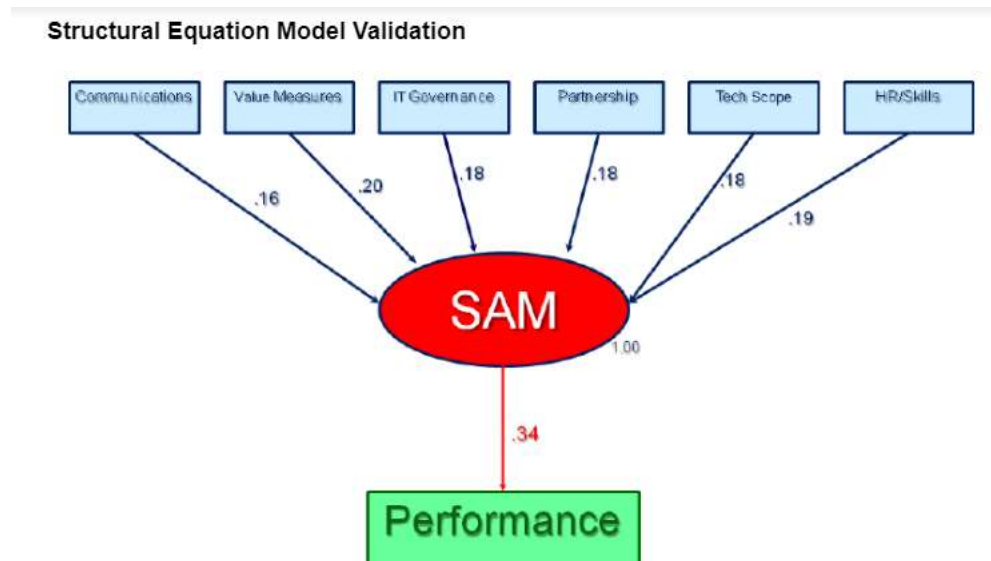 Structural Equation Model Validation
Communications
Value Measures
IT Governance
Partnership
Tech Scope
HR/Skills
.16
.20
.18
.18
.18
.19
SAM
1.00
.34
Performance